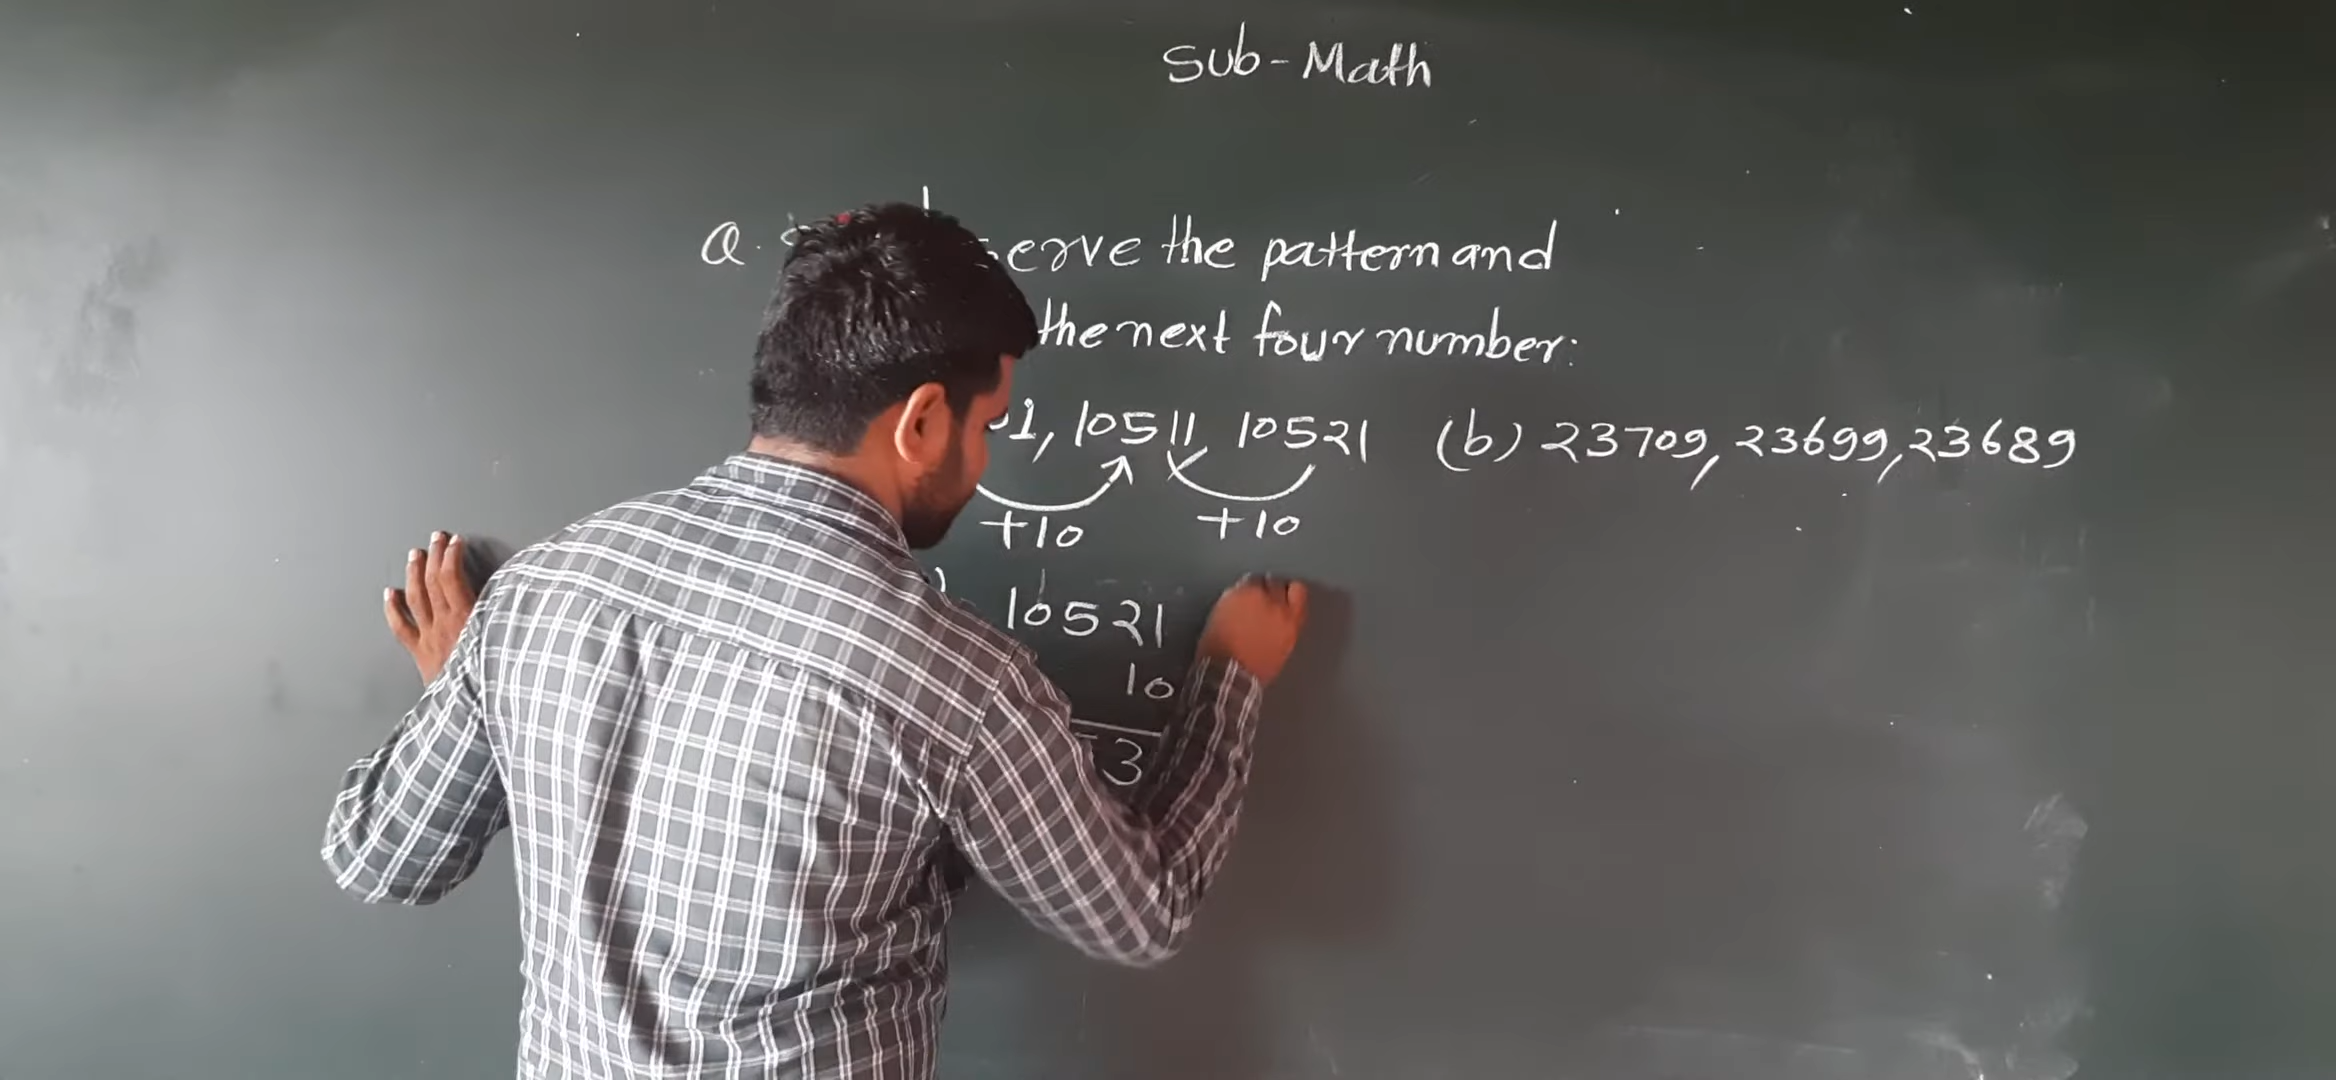 Sub-Math
Q. serve the pattern and
the next four number:
1, 10511, 10521 (b) 23709, 23699, 23689
+10 +10
10521
10
3